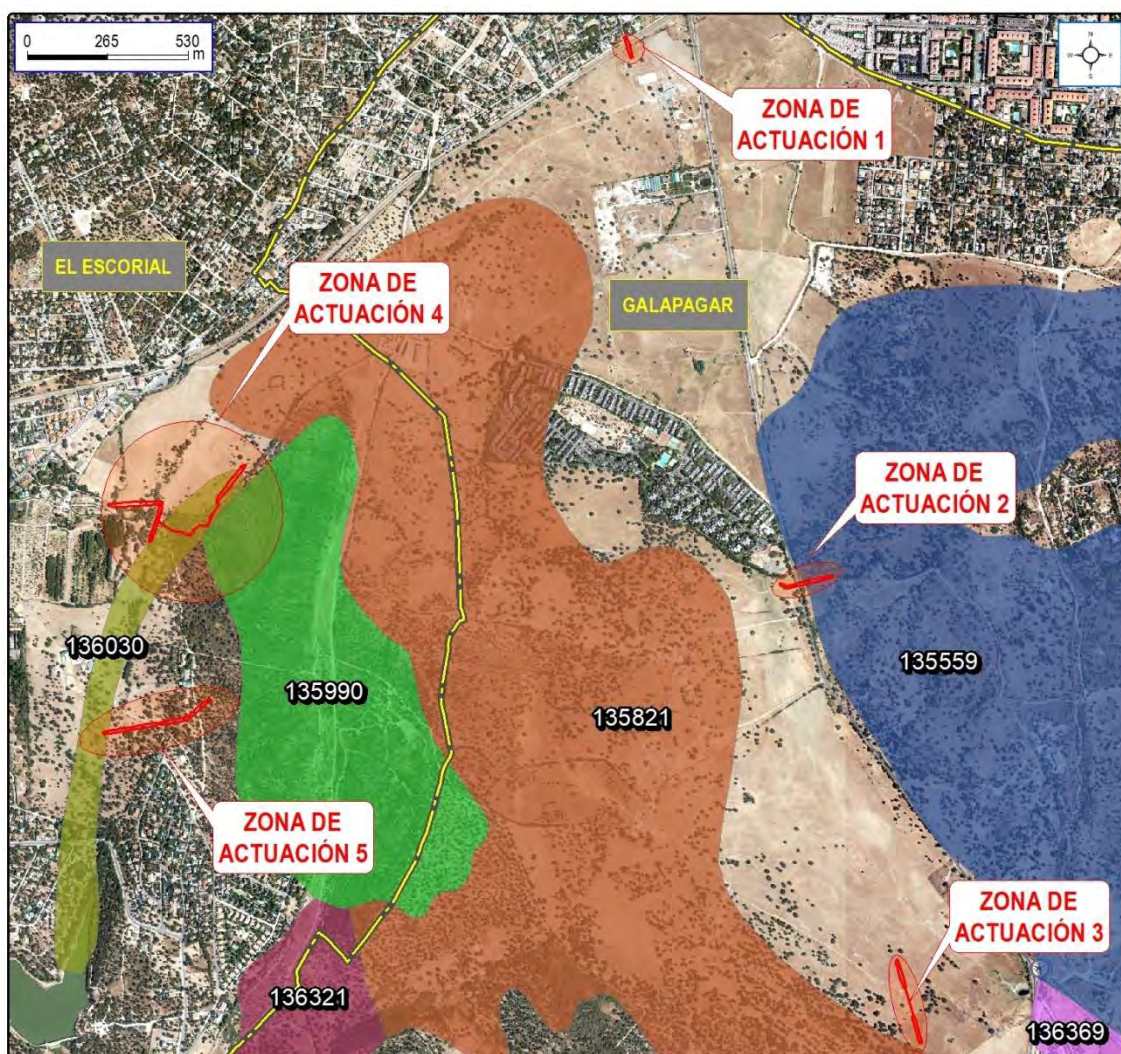 0 265 530
m
N
W E
S
ZONA DE
ACTUACIÓN 1
EL ESCORIAL
ZONA DE
ACTUACIÓN 4
GALAPAGAR
ZONA DE
ACTUACIÓN 2
136030
135990
135559
135821
ZONA DE
ACTUACIÓN 5
ZONA DE
ACTUACIÓN 3
136321
136369